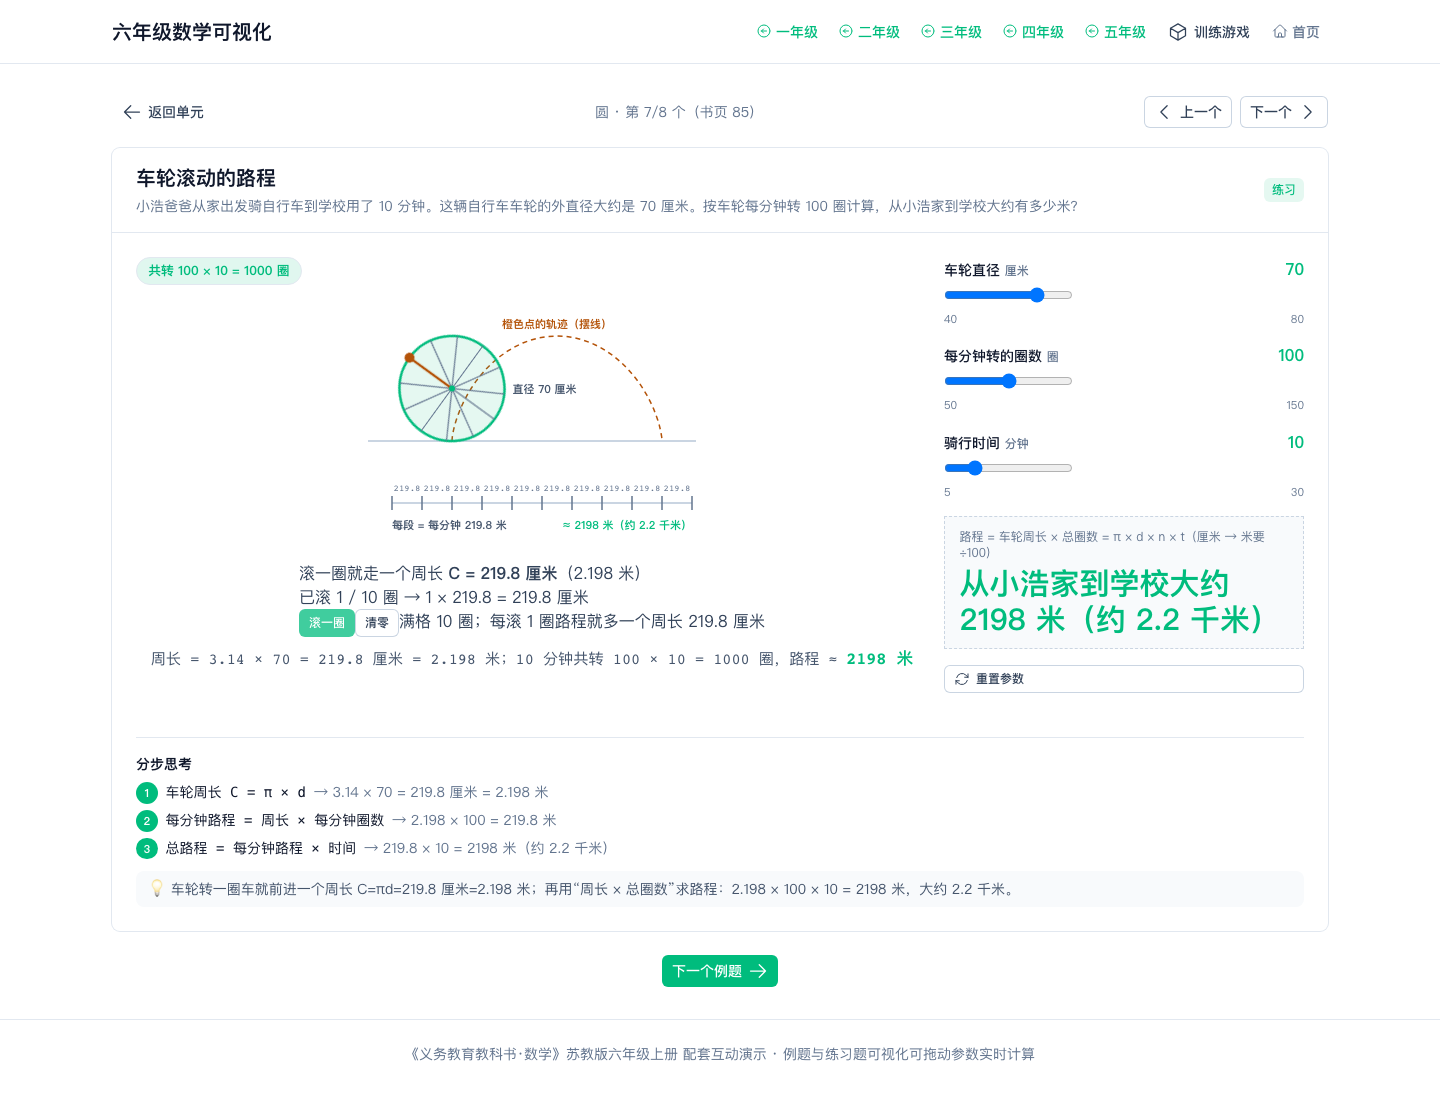 六年级数学可视化
一年级 二年级 三年级 四年级 五年级 训练游戏 首页
返回单元
圆 · 第 7/8 个（书页 85）
上一个 下一个
车轮滚动的路程
小浩爸爸从家出发骑自行车到学校用了 10 分钟。这辆自行车车轮的外直径大约是 70 厘米。按车轮每分钟转 100 圈计算，从小浩家到学校大约有多少米？
练习
共转 100 × 10 = 1000 圈
橙色点的轨迹（摆线）
直径 70 厘米
219.8 219.8 219.8 219.8 219.8 219.8 219.8 219.8 219.8 219.8
每段 = 每分钟 219.8 米
≈ 2198 米（约 2.2 千米）
滚一圈就走一个周长 C = 219.8 厘米（2.198 米）
已滚 1 / 10 圈 → 1 × 219.8 = 219.8 厘米
滚一圈 清零 满格 10 圈；每滚 1 圈路程就多一个周长 219.8 厘米
周长 = 3.14 × 70 = 219.8 厘米 = 2.198 米；10 分钟共转 100 × 10 = 1000 圈，路程 ≈ 2198 米
车轮直径 厘米 70
40 80
每分钟转的圈数 圈 100
50 150
骑行时间 分钟 10
5 30
路程 = 车轮周长 × 总圈数 = π × d × n × t（厘米 → 米要
÷100）
从小浩家到学校大约
2198 米（约 2.2 千米）
重置参数
分步思考
1 车轮周长 C = π × d → 3.14 × 70 = 219.8 厘米 = 2.198 米
2 每分钟路程 = 周长 × 每分钟圈数 → 2.198 × 100 = 219.8 米
3 总路程 = 每分钟路程 × 时间 → 219.8 × 10 = 2198 米（约 2.2 千米）
车轮转一圈车就前进一个周长 C=πd=219.8 厘米=2.198 米；再用“周长 × 总圈数”求路程：2.198 × 100 × 10 = 2198 米，大约 2.2 千米。
下一个例题
《义务教育教科书·数学》苏教版六年级上册 配套互动演示 · 例题与练习题可视化可拖动参数实时计算